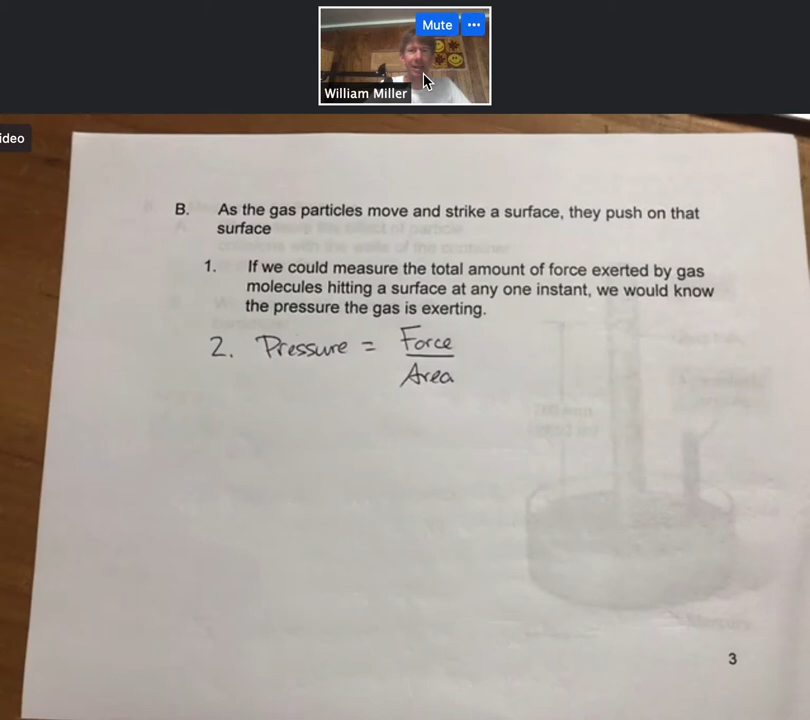 Mute
William Miller
ideo
B. As the gas particles move and strike a surface, they push on that
surface
1. If we could measure the total amount of force exerted by gas
molecules hitting a surface at any one instant, we would know
the pressure the gas is exerting.
2. Pressure = Force
Area
3